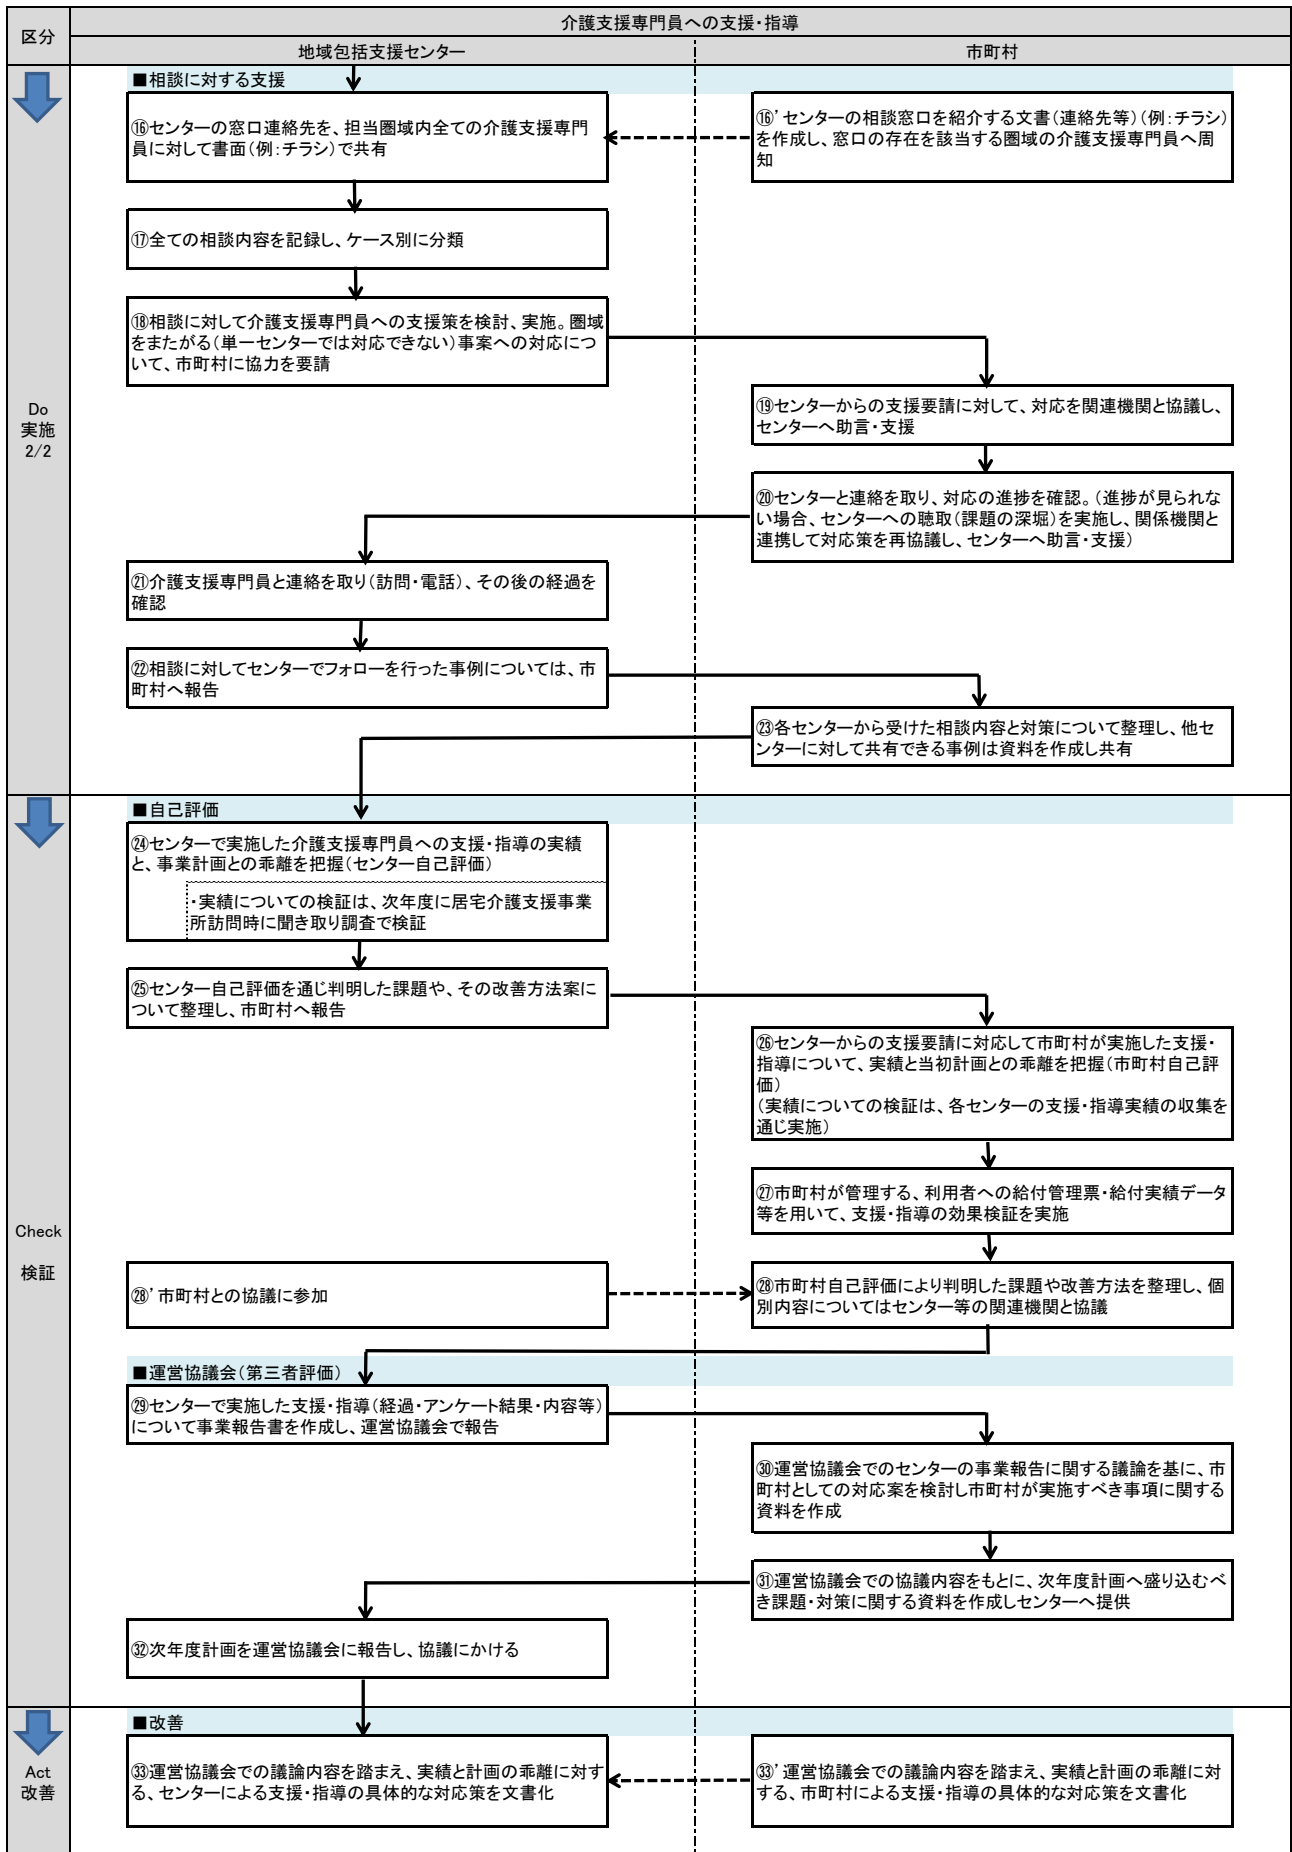 区分
介護支援専門員への支援・指導
地域包括支援センター
市町村
■相談に対する支援
⑯センターの窓口連絡先を、担当圏域内全ての介護支援専門
員に対して書面(例:チラシ)で共有
⑯’センターの相談窓口を紹介する文書(連絡先等)(例:チラシ)
を作成し、窓口の存在を該当する圏域の介護支援専門員へ周
知
⑰全ての相談内容を記録し、ケース別に分類
⑱相談に対して介護支援専門員への支援策を検討、実施。圏域
をまたがる(単一センターでは対応できない)事案への対応につ
いて、市町村に協力を要請
Do
実施
2/2
⑲センターからの支援要請に対して、対応を関連機関と協議し、
センターへ助言・支援
⑳センターと連絡を取り、対応の進捗を確認。(進捗が見られな
い場合、センターへの聴取(課題の深堀)を実施し、関係機関と
連携して対応策を再協議し、センターへ助言・支援)
㉑介護支援専門員と連絡を取り(訪問・電話)、その後の経過を
確認
㉒相談に対してセンターでフォローを行った事例については、市
町村へ報告
㉓各センターから受けた相談内容と対策について整理し、他セ
ンターに対して共有できる事例は資料を作成し共有
■自己評価
㉔センターで実施した介護支援専門員への支援・指導の実績
と、事業計画との乖離を把握(センター自己評価)
・実績についての検証は、次年度に居宅介護支援事業
所訪問時に聞き取り調査で検証
㉕センター自己評価を通じ判明した課題や、その改善方法案に
ついて整理し、市町村へ報告
㉖センターからの支援要請に対応して市町村が実施した支援・
指導について、実績と当初計画との乖離を把握(市町村自己評
価)
(実績についての検証は、各センターの支援・指導実績の収集を
通じ実施)
㉗市町村が管理する、利用者への給付管理票・給付実績データ
等を用いて、支援・指導の効果検証を実施
Check
検証
㉘’市町村との協議に参加
㉘市町村自己評価により判明した課題や改善方法を整理し、個
別内容についてはセンター等の関連機関と協議
■運営協議会(第三者評価)
㉙センターで実施した支援・指導(経過・アンケート結果・内容等)
について事業報告書を作成し、運営協議会で報告
㉚運営協議会でのセンターの事業報告に関する議論を基に、市
町村としての対応案を検討し市町村が実施すべき事項に関する
資料を作成
㉛運営協議会での協議内容をもとに、次年度計画へ盛り込むべ
き課題・対策に関する資料を作成しセンターへ提供
㉜次年度計画を運営協議会に報告し、協議にかける
■改善
Act
改善
㉝運営協議会での議論内容を踏まえ、実績と計画の乖離に対す
る、センターによる支援・指導の具体的な対応策を文書化
㉝’運営協議会での議論内容を踏まえ、実績と計画の乖離に対
する、市町村による支援・指導の具体的な対応策を文書化